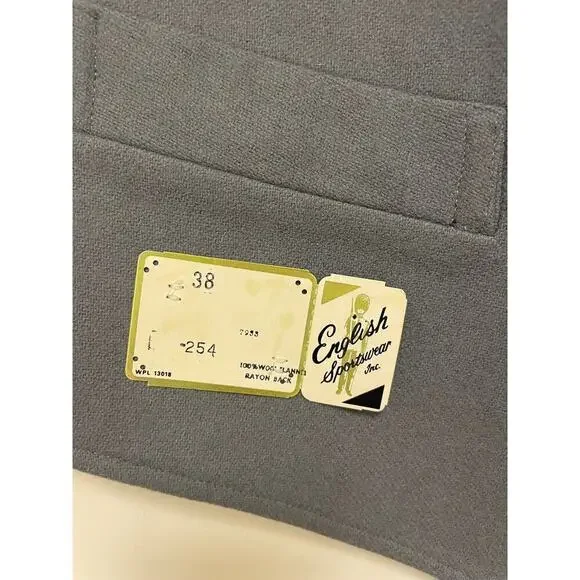 38
7953
254
100% WOOL FLANNEL
RAYON BACK
WPL 13018
English
Sportswear
Inc.